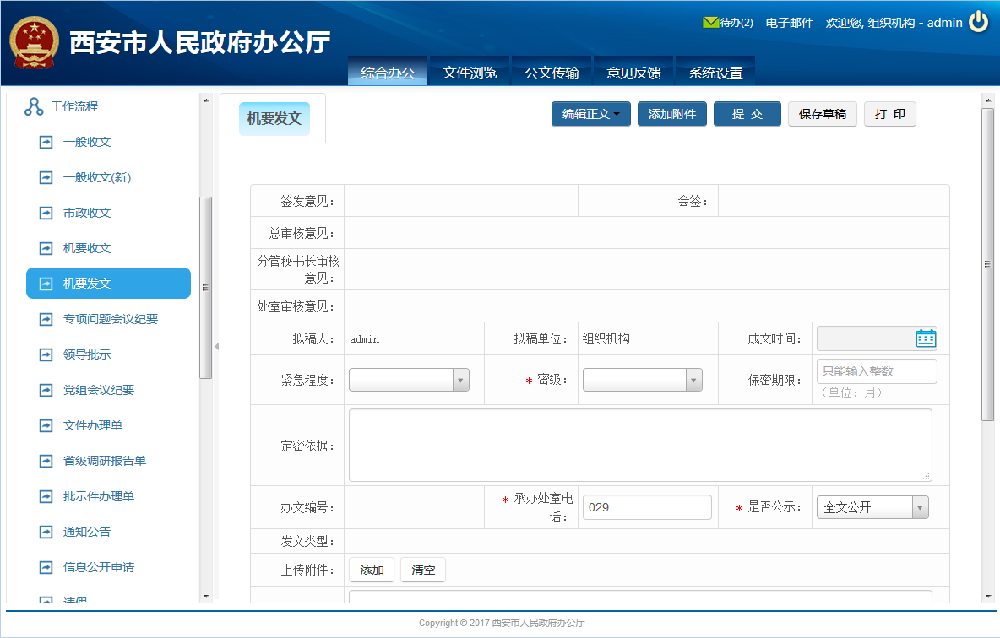 待办(2) 电子邮件 欢迎您, 组织机构 - admin
西安市人民政府办公厅
综合办公 文件浏览 公文传输 意见反馈 系统设置
工作流程
一般收文
一般收文(新)
市政收文
机要收文
机要发文
专项问题会议纪要
领导批示
党组会议纪要
文件办理单
省级调研报告单
批示件办理单
通知公告
信息公开申请
请假
机要发文
编辑正文 添加附件 提 交 保存草稿 打 印
签发意见： 会签：
总审核意见：
分管秘书长审核
意见：
处室审核意见：
拟稿人： admin 拟稿单位： 组织机构 成文时间：
紧急程度： * 密级： 保密期限： 只能输入整数
（单位：月）
定密依据：
办文编号： * 承办处室电
话： 029 * 是否公示： 全文公开
发文类型：
上传附件： 添加 清空
Copyright © 2017 西安市人民政府办公厅